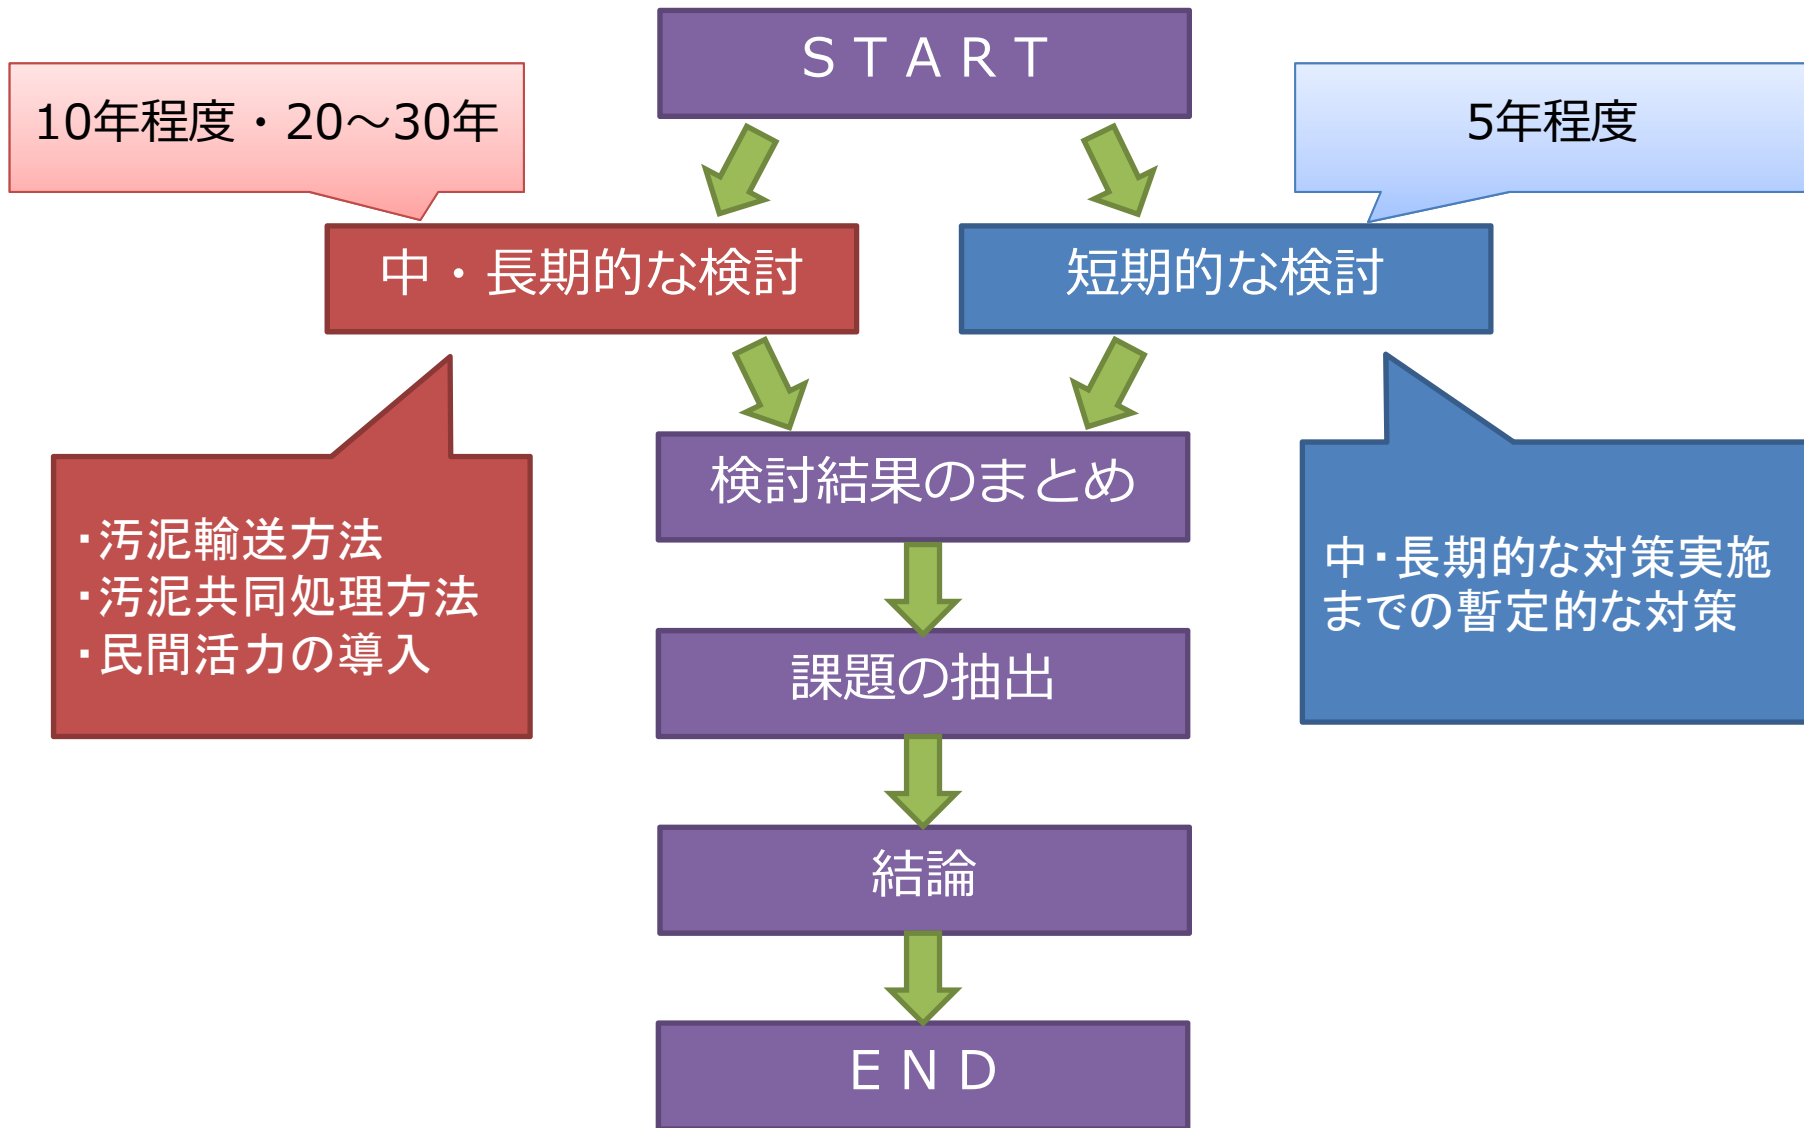 ＳＴＡＲＴ
10年程度・20～30年
5年程度
中・長期的な検討
短期的な検討
検討結果のまとめ
・汚泥輸送方法
・汚泥共同処理方法
・民間活力の導入
中・長期的な対策実施
までの暫定的な対策
課題の抽出
結論
ＥＮＤ